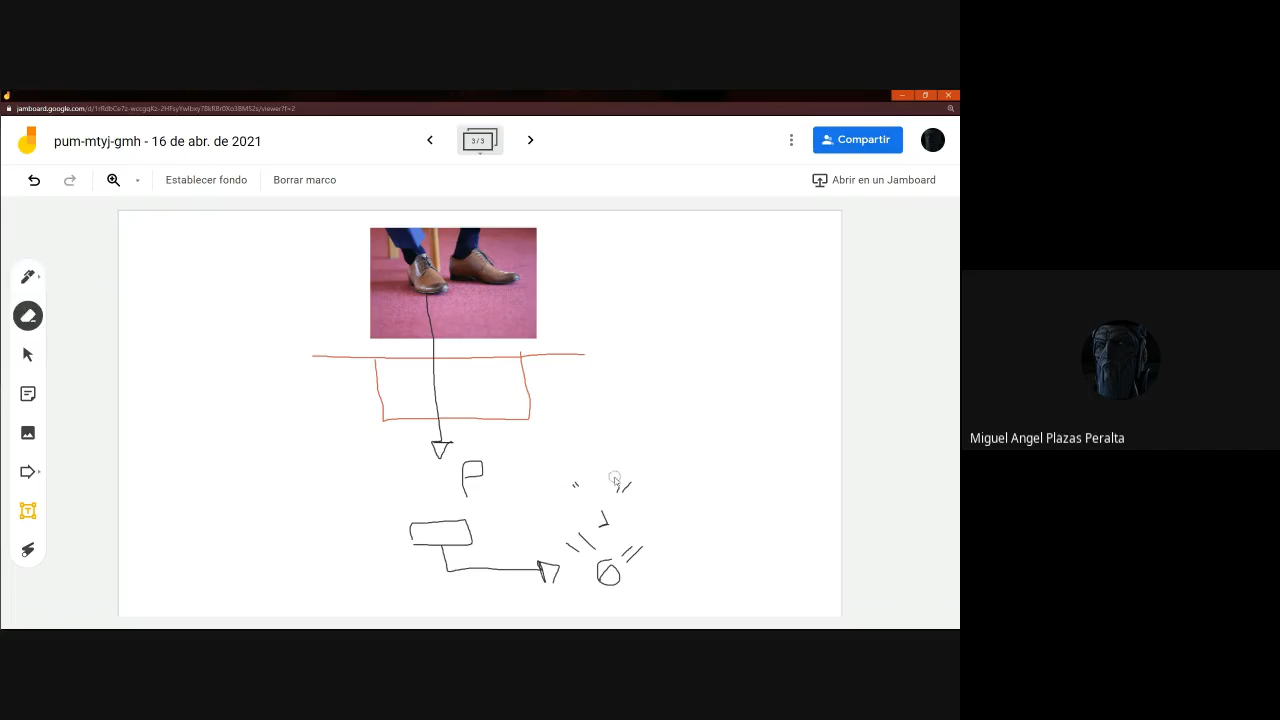 pum-mtyj-gmh - 16 de abr. de 2021
3 / 3
Compartir
Establecer fondo
Borrar marco
Abrir en un Jamboard
P
Miguel Angel Plazas Peralta